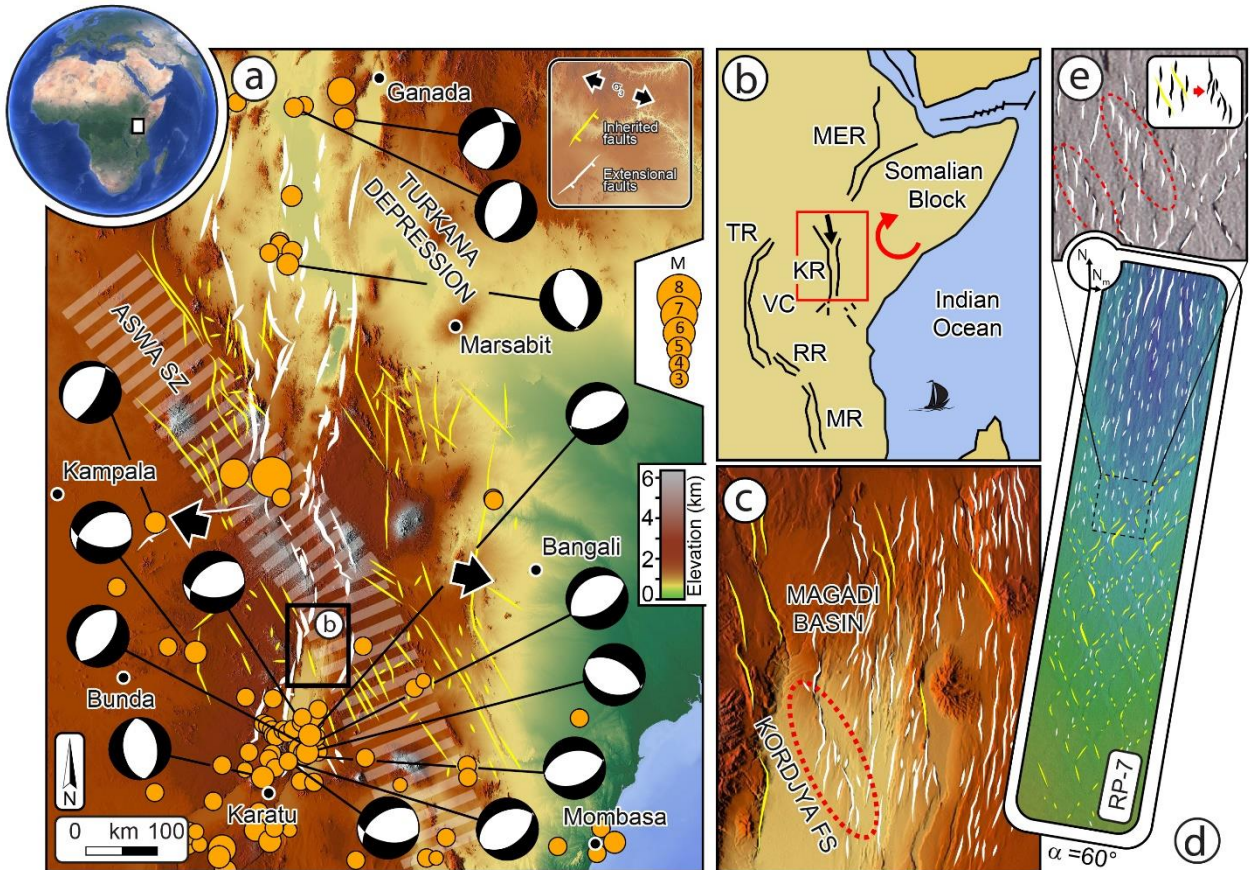 a
Ganada
σ3
Inherited
faults
Extensional
faults
TURKANA
DEPRESSION
ASWA SZ
Marsabit
M
8
7
6
5
4
3
Kampala
Bangali
6
4
2
0
Elevation (km)
b
Bunda
N
0 km 100
Karatu
Mombasa
b
MER
Somalian
Block
TR
KR
VC
Indian
Ocean
RR
MR
c
MAGADI
BASIN
KORDJYA FS
e
N
Nm
RP-7
α =60°
d